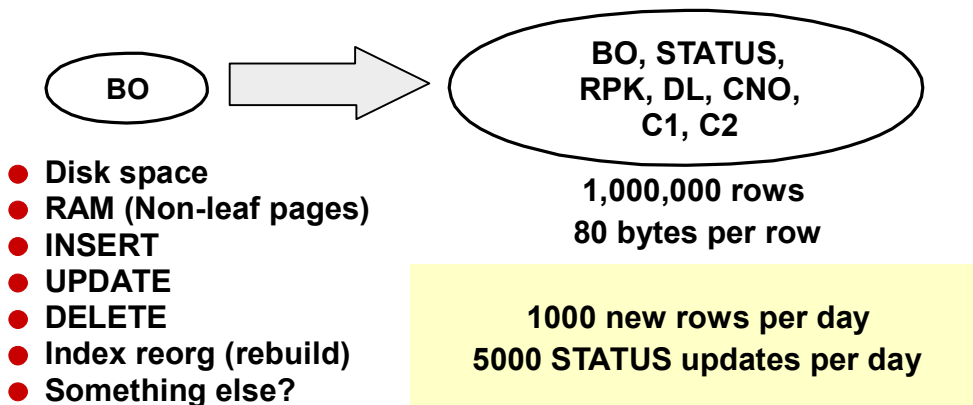 BO
BO, STATUS,
RPK, DL, CNO,
C1, C2
Disk space
RAM (Non-leaf pages)
INSERT
UPDATE
DELETE
Index reorg (rebuild)
Something else?
1,000,000 rows
80 bytes per row
1000 new rows per day
5000 STATUS updates per day